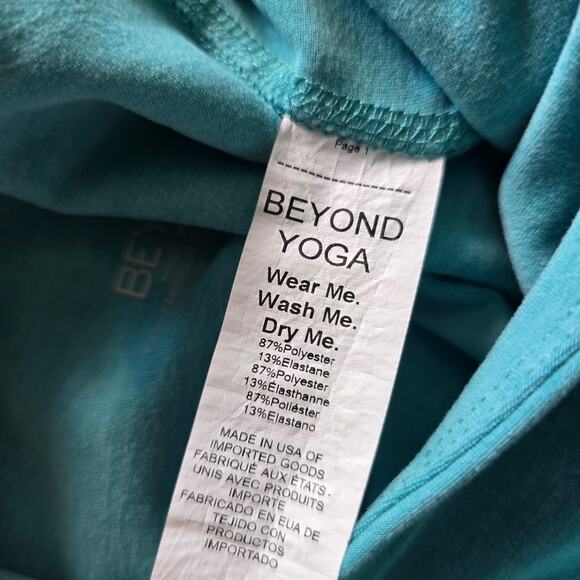 Page 1
BEYOND
YOGA
Wear Me.
Wash Me.
Dry Me.
87%Polyester
13%Elastane
87%Polyester
13%Élasthanne
87%Poliéster
13%Elastano
MADE IN USA OF
IMPORTED GOODS
FABRIQUÉ AUX ÉTATS-
UNIS AVEC PRODUITS
IMPORTE
FABRICADO EN EUA DE
TEJIDO CON
PRODUCTOS
IMPORTADO
BEY